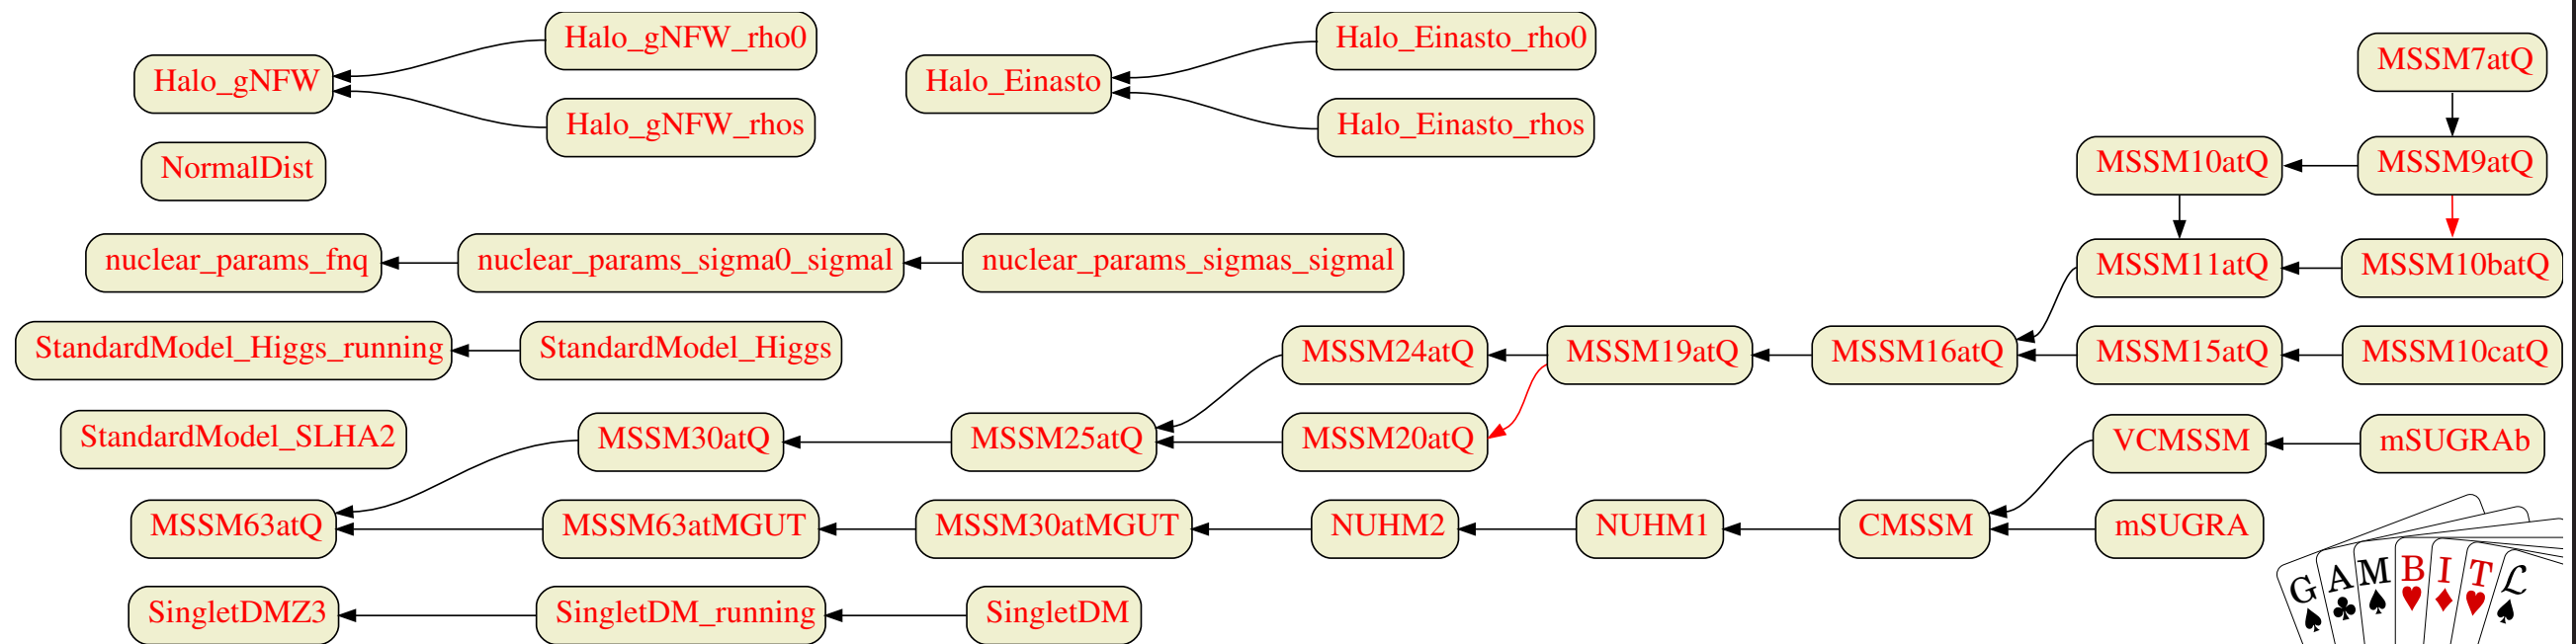 Halo_gNFW_rho0
Halo_Einasto_rho0
MSSM7atQ
Halo_gNFW
Halo_Einasto
Halo_gNFW_rhos
Halo_Einasto_rhos
NormalDist
MSSM10atQ
MSSM9atQ
nuclear_params_fnq
nuclear_params_sigma0_sigmal
nuclear_params_sigmas_sigmal
MSSM11atQ
MSSM10batQ
StandardModel_Higgs_running
StandardModel_Higgs
MSSM24atQ
MSSM19atQ
MSSM16atQ
MSSM15atQ
MSSM10catQ
StandardModel_SLHA2
MSSM30atQ
MSSM25atQ
MSSM20atQ
VCMSSM
mSUGRAb
MSSM63atQ
MSSM63atMGUT
MSSM30atMGUT
NUHM2
NUHM1
CMSSM
mSUGRA
G A M B I T ℒ
SingletDMZ3
SingletDM_running
SingletDM